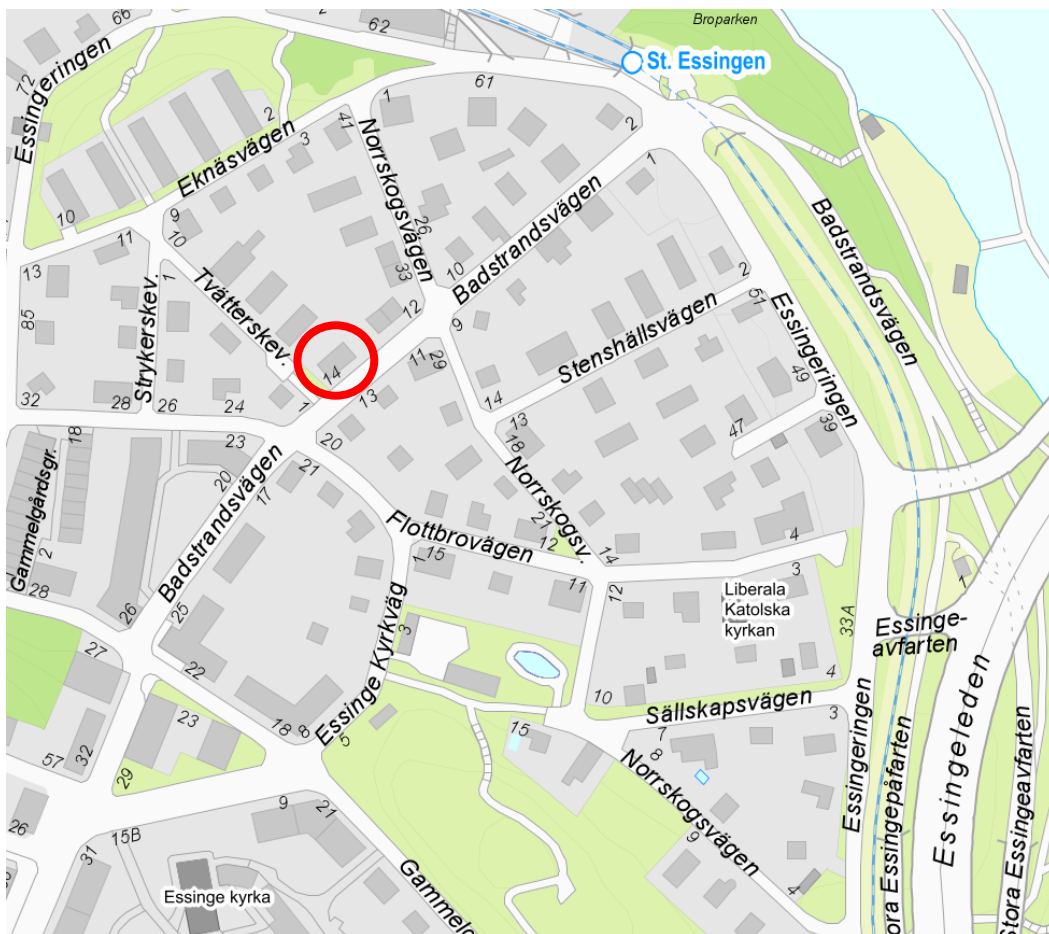 Broparken
66
2
62
St. Essingen
72
Essingeringen
61
1
2
2
41
3
Eknäsvägen
Norrskogsvägen
1
10
9
26
Badstrandsvägen
Badstrandsvägen
11
10
33
10
2
13
1
Tvätterskev.
12
51
Essingeringen
85
Strykerskev.
9
Stenshällsvägen
11
29
49
14
13
32
28
26
24
1
14
13
39
18
23
20
18
47
Gammelgårdsgr.
20
21
17
Badstrandsvägen
Norrskogsv.
21
12
4
2
Flottbrovägen
14
28
1
15
11
12
3
Liberala
Katolska
kyrkan
1
26
25
3
33A
Essinge-
avfarten
27
22
Essinge Kyrkväg
10
4
23
18
8
5
15
Sällskapsvägen
3
7
8
32
57
29
Norrskogsvägen
Essingeringen
Essingeleden
26
9
21
15B
9
31
Essinge kyrka
4
Gammelg
tora Essingepåfarten
Stora Essingeavfarten